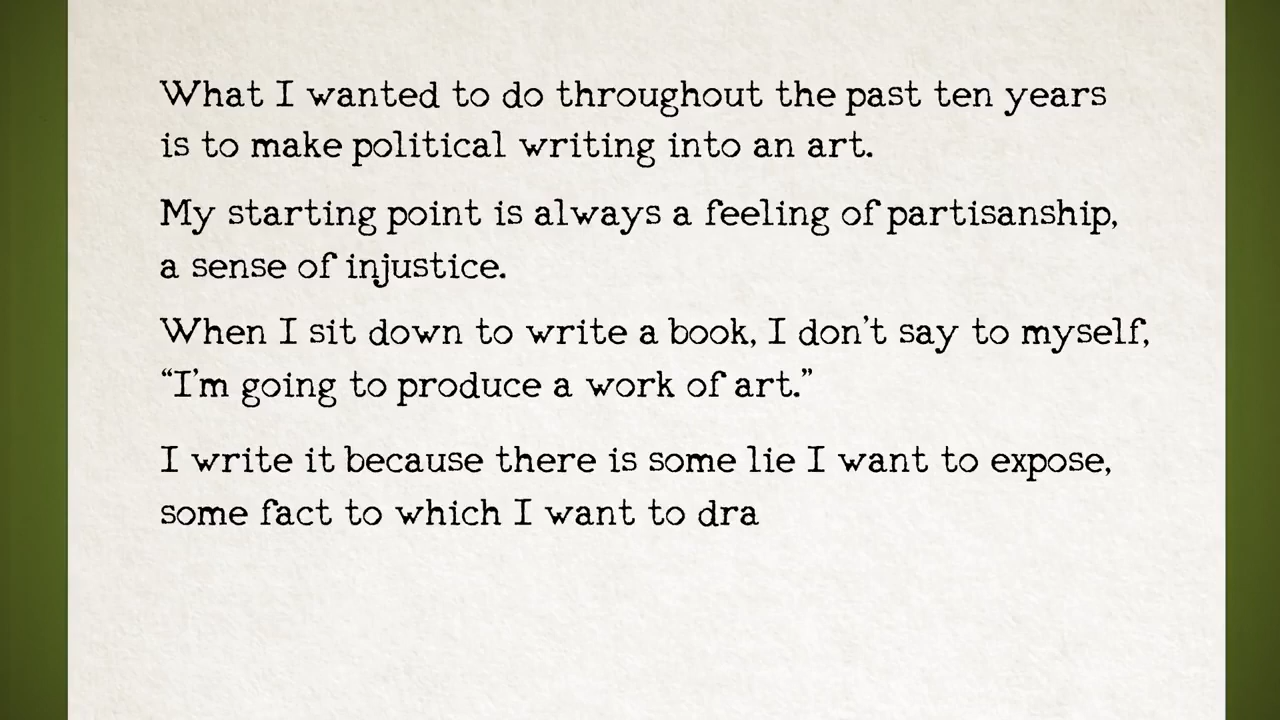 What I wanted to do throughout the past ten years
is to make political writing into an art.
My starting point is always a feeling of partisanship,
a sense of injustice.
When I sit down to write a book, I don’t say to myself,
“I’m going to produce a work of art.”
I write it because there is some lie I want to expose,
some fact to which I want to dra